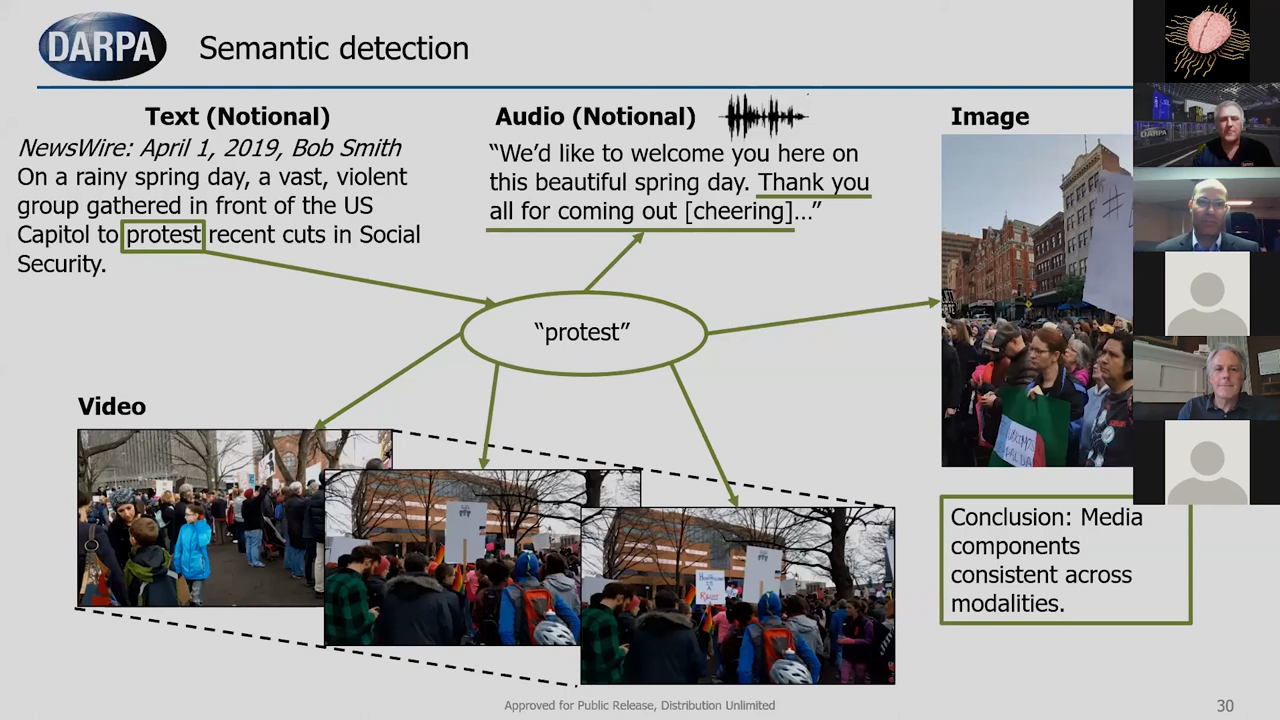 DARPA
Semantic detection
Text (Notional)
NewsWire: April 1, 2019, Bob Smith
On a rainy spring day, a vast, violent
group gathered in front of the US
Capitol to protest recent cuts in Social
Security.
Audio (Notional)
“We’d like to welcome you here on
this beautiful spring day. Thank you
all for coming out [cheering]…”
Image
DARPA
“protest”
Video
Conclusion: Media
components
consistent across
modalities.
Approved for Public Release, Distribution Unlimited
30